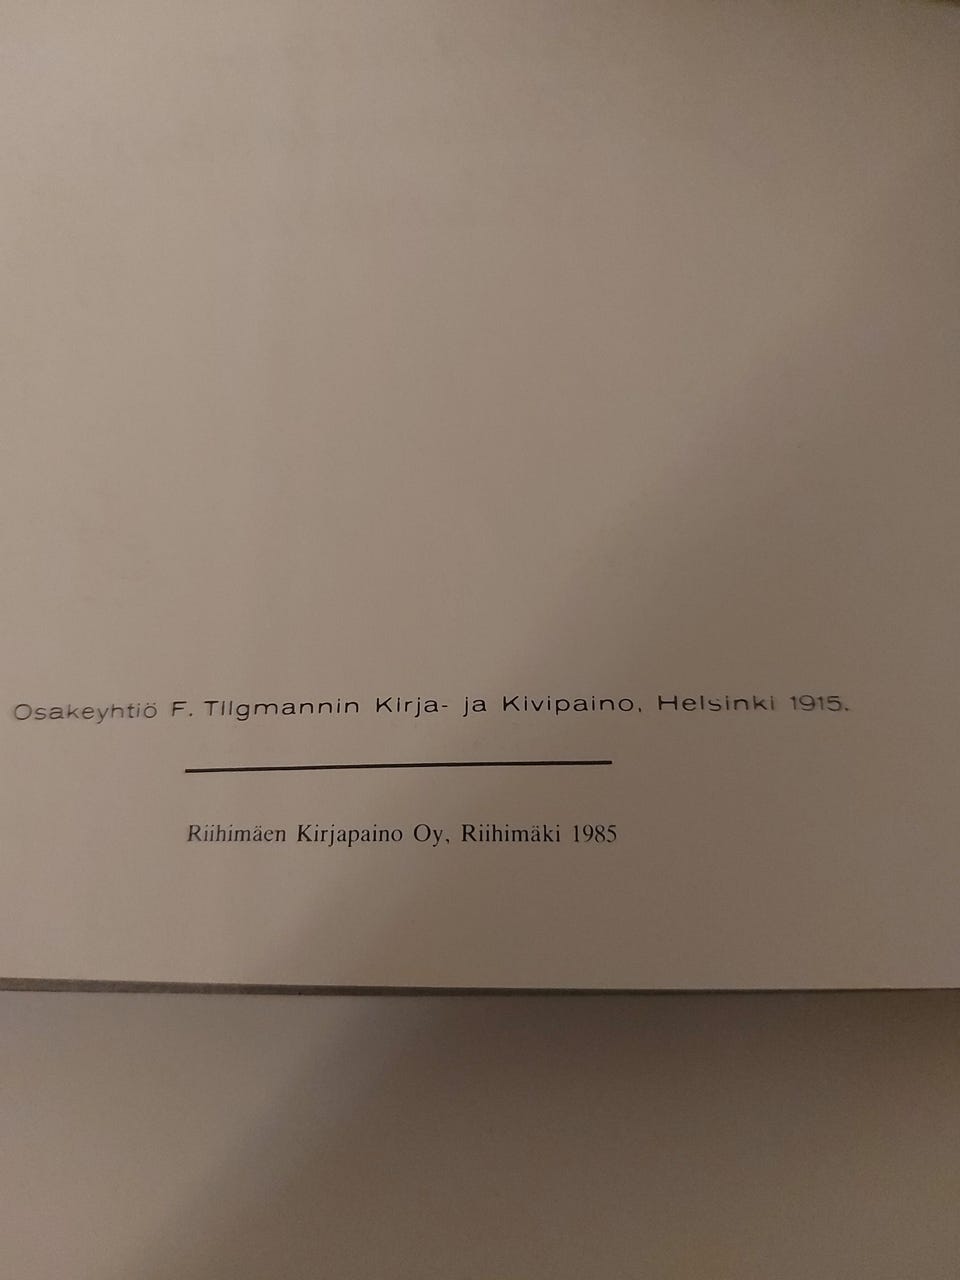 Osakeyhtiö F. Tilgmannin Kirja- ja Kivipaino, Helsinki 1915.
Riihimäen Kirjapaino Oy, Riihimäki 1985